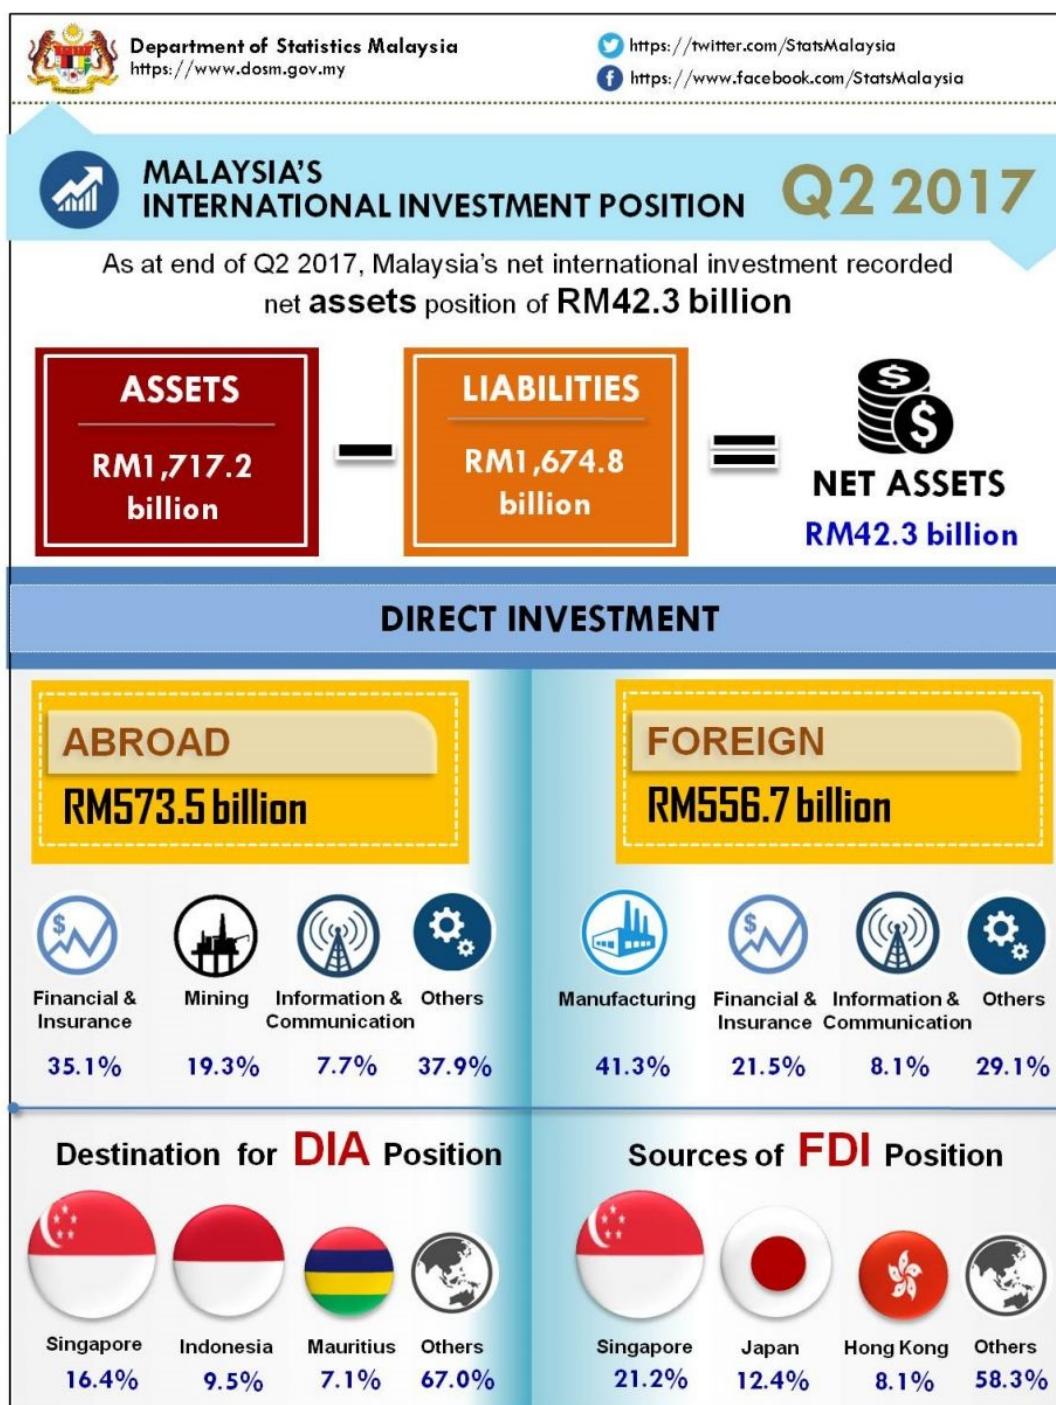 Department of Statistics Malaysia
https://www.dosm.gov.my
https://twitter.com/StatsMalaysia
https://www.facebook.com/StatsMalaysia
MALAYSIA'S
INTERNATIONAL INVESTMENT POSITION
Q2 2017
As at end of Q2 2017, Malaysia's net international investment recorded
net assets position of RM42.3 billion
ASSETS
RM1,717.2
billion
LIABILITIES
RM1,674.8
billion
NET ASSETS
RM42.3 billion
DIRECT INVESTMENT
ABROAD
RM573.5 billion
FOREIGN
RM556.7 billion
Financial &
Insurance
35.1%
Mining
19.3%
Information &
Communication
7.7%
Others
37.9%
Manufacturing
41.3%
Financial &
Insurance
21.5%
Information &
Communication
8.1%
Others
29.1%
Destination for DIA Position
Singapore
16.4%
Indonesia
9.5%
Mauritius
7.1%
Others
67.0%
Sources of FDI Position
Singapore
21.2%
Japan
12.4%
Hong Kong
8.1%
Others
58.3%